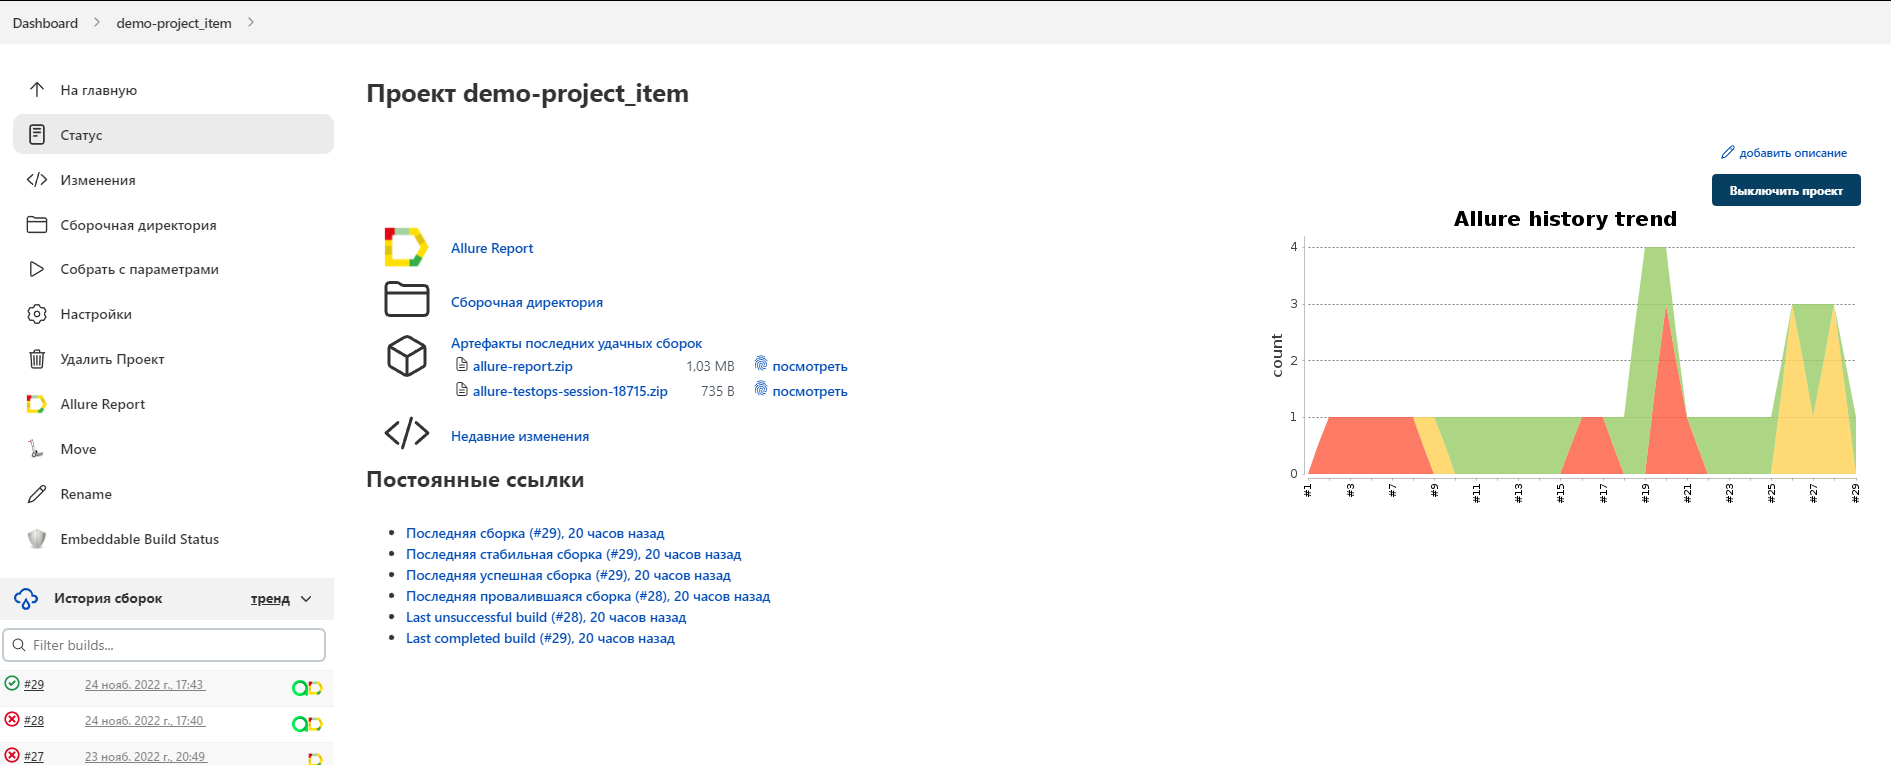 Dashboard
demo-project_item
На главную
Статус
Изменения
Сборочная директория
Собрать с параметрами
Настройки
Удалить Проект
Allure Report
Move
Rename
Embeddable Build Status
История сборок
тренд
Filter builds...
#29 24 нояб. 2022 г., 17:43
#28 24 нояб. 2022 г., 17:40
#27 23 нояб. 2022 г., 20:49
Проект demo-project_item
добавить описание
Выключить проект
Allure Report
Сборочная директория
Артефакты последних удачных сборок
allure-report.zip 1,03 MB посмотреть
allure-testops-session-18715.zip 735 B посмотреть
Недавние изменения
Постоянные ссылки
Последняя сборка (#29), 20 часов назад
Последняя стабильная сборка (#29), 20 часов назад
Последняя успешная сборка (#29), 20 часов назад
Последняя провалившаяся сборка (#28), 20 часов назад
Last unsuccessful build (#28), 20 часов назад
Last completed build (#29), 20 часов назад
Allure history trend
count
4
3
2
1
0
#1 #3 #7 #9 #11 #13 #15 #17 #19 #21 #23 #25 #27 #29